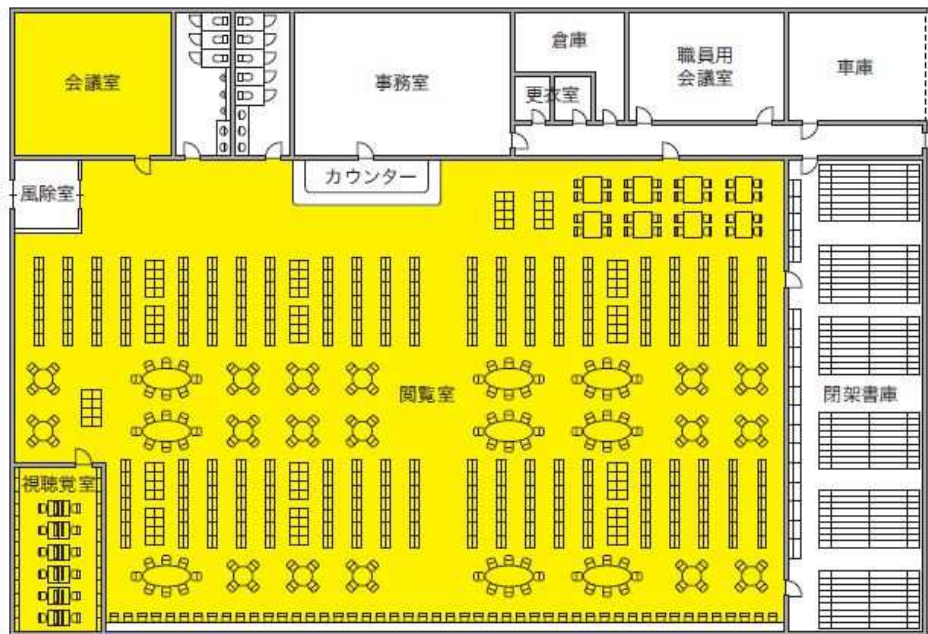 会議室
事務室
倉庫
更衣室
職員用
会議室
車庫
風除室
カウンター
閲覧室
閉架書庫
視聴覚室